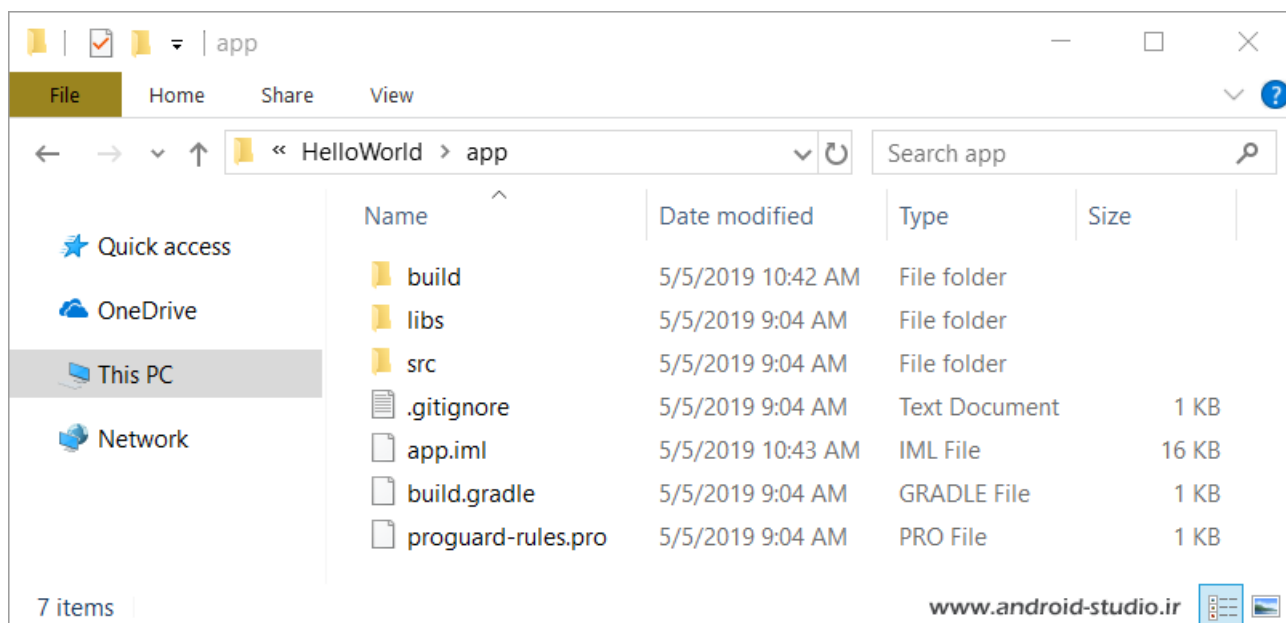 app
File Home Share View ?
« HelloWorld > app Search app
Name Date modified Type Size
Quick access
OneDrive
This PC
Network
build 5/5/2019 10:42 AM File folder
libs 5/5/2019 9:04 AM File folder
src 5/5/2019 9:04 AM File folder
.gitignore 5/5/2019 9:04 AM Text Document 1 KB
app.iml 5/5/2019 10:43 AM IML File 16 KB
build.gradle 5/5/2019 9:04 AM GRADLE File 1 KB
proguard-rules.pro 5/5/2019 9:04 AM PRO File 1 KB
7 items www.android-studio.ir